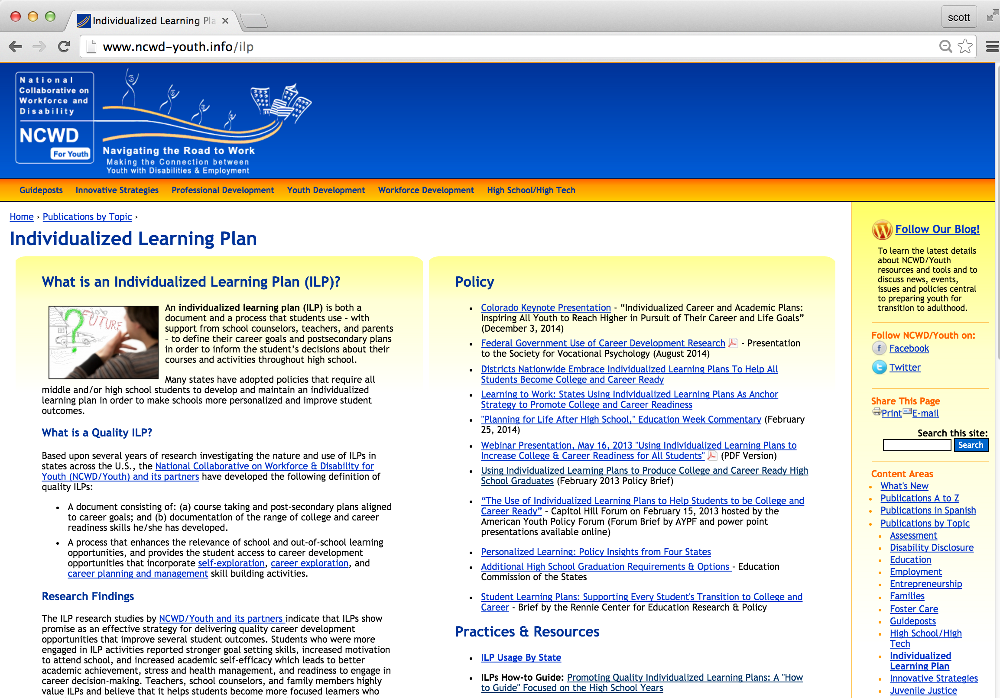 Individualized Learning Pla
scott
www.ncwd-youth.info/ilp
National
Collaborative on
Workforce and
Disability
NCWD
For Youth
Navigating the Road to Work
Making the Connection between
Youth with Disabilities & Employment
Guideposts Innovative Strategies Professional Development Youth Development Workforce Development High School/High Tech
Home › Publications by Topic ›
Individualized Learning Plan
What is an Individualized Learning Plan (ILP)?
FUTURE
An individualized learning plan (ILP) is both a
document and a process that students use – with
support from school counselors, teachers, and parents
– to define their career goals and postsecondary plans
in order to inform the student’s decisions about their
courses and activities throughout high school.
Many states have adopted policies that require all
middle and/or high school students to develop and maintain an individualized
learning plan in order to make schools more personalized and improve student
outcomes.
What is a Quality ILP?
Based upon several years of research investigating the nature and use of ILPs in
states across the U.S., the National Collaborative on Workforce & Disability for
Youth (NCWD/Youth) and its partners have developed the following definition of
quality ILPs:
• A document consisting of: (a) course taking and post-secondary plans aligned
to career goals; and (b) documentation of the range of college and career
readiness skills he/she has developed.
• A process that enhances the relevance of school and out-of-school learning
opportunities, and provides the student access to career development
opportunities that incorporate self-exploration, career exploration, and
career planning and management skill building activities.
Research Findings
The ILP research studies by NCWD/Youth and its partners indicate that ILPs show
promise as an effective strategy for delivering quality career development
opportunities that improve several student outcomes. Students who were more
engaged in ILP activities reported stronger goal setting skills, increased motivation
to attend school, and increased academic self-efficacy which leads to better
academic achievement, stress and health management, and readiness to engage in
career decision-making. Teachers, school counselors, and family members highly
value ILPs and believe that it helps students become more focused learners who
Policy
• Colorado Keynote Presentation - “Individualized Career and Academic Plans:
Inspiring All Youth to Reach Higher in Pursuit of Their Career and Life Goals”
(December 3, 2014)
• Federal Government Use of Career Development Research - Presentation
to the Society for Vocational Psychology (August 2014)
• Districts Nationwide Embrace Individualized Learning Plans To Help All
Students Become College and Career Ready
• Learning to Work: States Using Individualized Learning Plans As Anchor
Strategy to Promote College and Career Readiness
• "Planning for Life After High School," Education Week Commentary (February
25, 2014)
• Webinar Presentation, May 16, 2013 "Using Individualized Learning Plans to
Increase College & Career Readiness for All Students" (PDF Version)
• Using Individualized Learning Plans to Produce College and Career Ready High
School Graduates (February 2013 Policy Brief)
• “The Use of Individualized Learning Plans to Help Students to be College and
Career Ready” – Capitol Hill Forum on February 15, 2013 hosted by the
American Youth Policy Forum (Forum Brief by AYPF and power point
presentations available online)
• Personalized Learning: Policy Insights from Four States
• Additional High School Graduation Requirements & Options - Education
Commission of the States
• Student Learning Plans: Supporting Every Student's Transition to College and
Career - Brief by the Rennie Center for Education Research & Policy
Practices & Resources
• ILP Usage By State
• ILPs How-to Guide: Promoting Quality Individualized Learning Plans: A "How
to Guide" Focused on the High School Years
Follow Our Blog!
To learn the latest details
about NCWD/Youth
resources and tools and to
discuss news, events,
issues and policies central
to preparing youth for
transition to adulthood.
Follow NCWD/Youth on:
Facebook
Twitter
Share This Page
Print E-mail
Search this site:
Search
Content Areas
• What's New
• Publications A to Z
• Publications in Spanish
• Publications by Topic
• Assessment
• Disability Disclosure
• Education
• Employment
• Entrepreneurship
• Families
• Foster Care
• Guideposts
• High School/High
Tech
• Individualized
Learning Plan
• Innovative Strategies
• Juvenile Justice